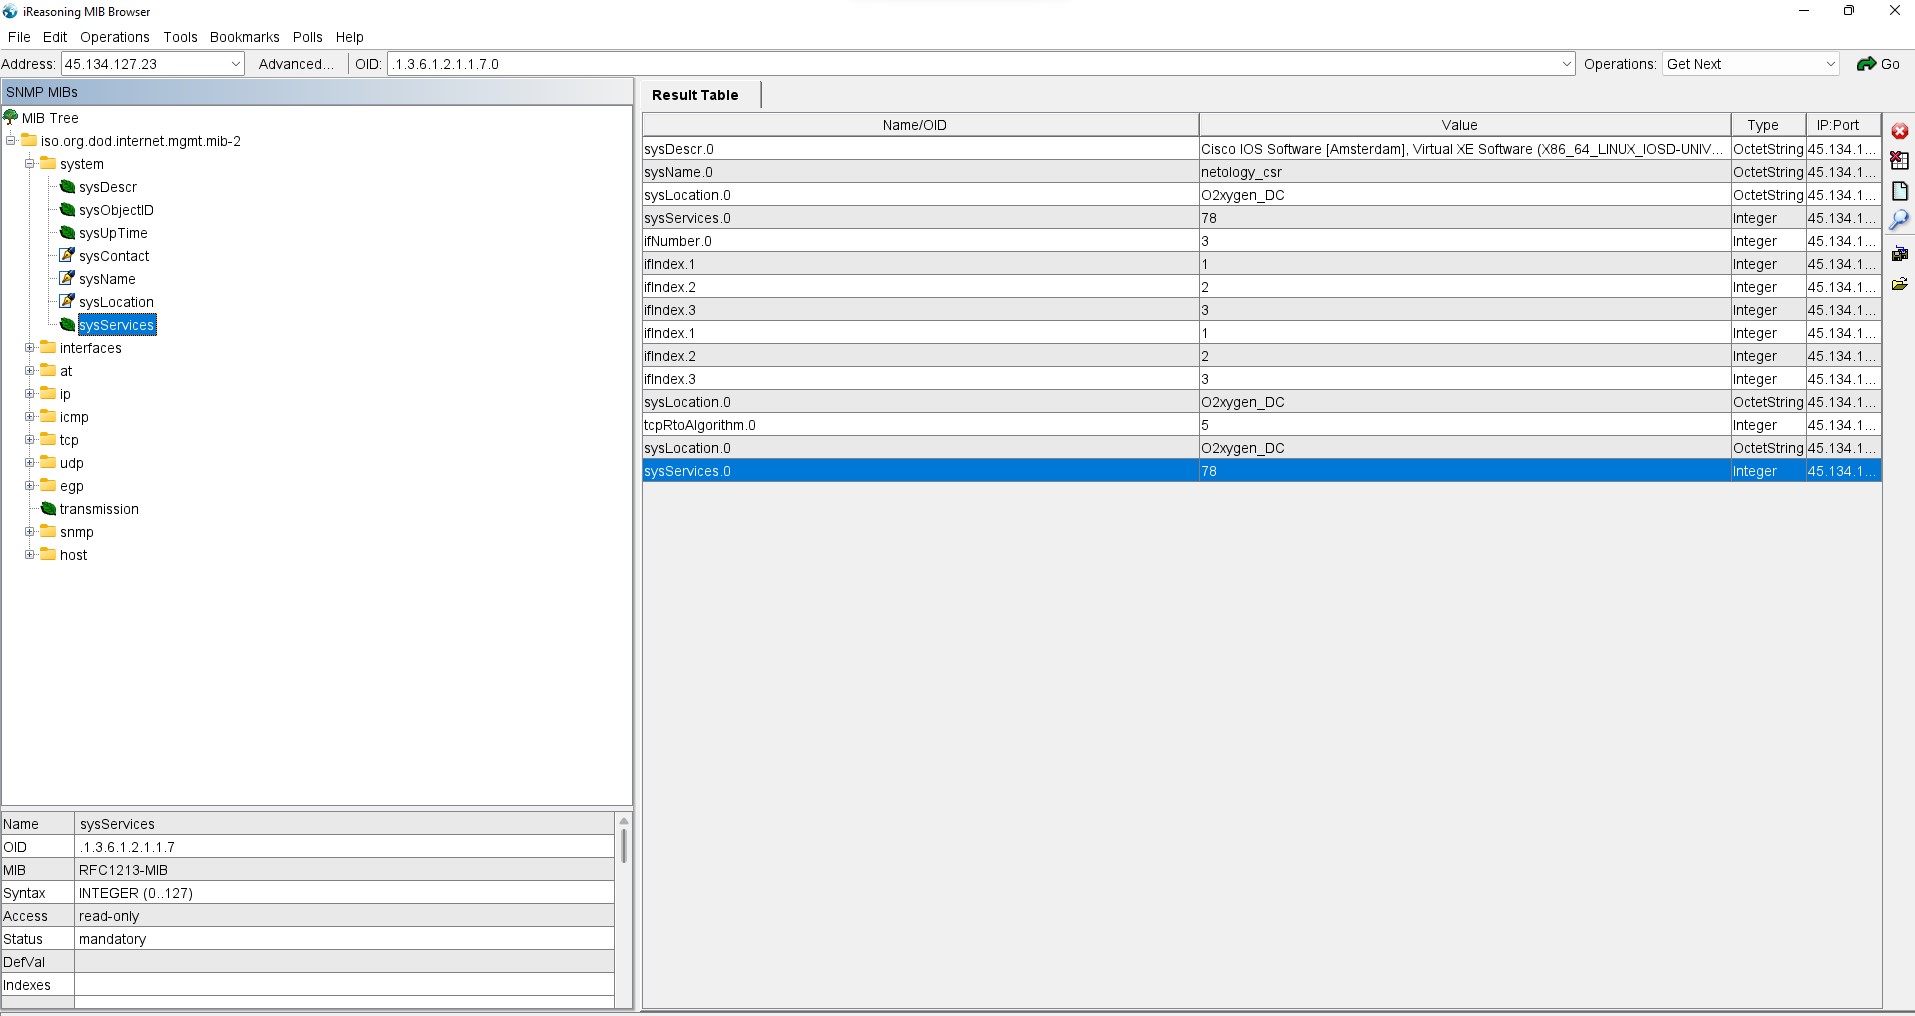 iReasoning MIB Browser
File Edit Operations Tools Bookmarks Polls Help
Address: 45.134.127.23 Advanced... OID: .1.3.6.1.2.1.1.7.0 Operations: Get Next Go
SNMP MIBs
MIB Tree
iso.org.dod.internet.mgmt.mib-2
system
sysDescr
sysObjectID
sysUpTime
sysContact
sysName
sysLocation
sysServices
interfaces
at
ip
icmp
tcp
udp
egp
transmission
snmp
host
Name sysServices
OID .1.3.6.1.2.1.1.7
MIB RFC1213-MIB
Syntax INTEGER (0..127)
Access read-only
Status mandatory
DefVal
Indexes
Result Table
Name/OID Value Type IP:Port
sysDescr.0 Cisco IOS Software [Amsterdam], Virtual XE Software (X86_64_LINUX_IOSD-UNIV... OctetString 45.134.1...
sysName.0 netology_csr OctetString 45.134.1...
sysLocation.0 O2xygen_DC OctetString 45.134.1...
sysServices.0 78 Integer 45.134.1...
ifNumber.0 3 Integer 45.134.1...
ifIndex.1 1 Integer 45.134.1...
ifIndex.2 2 Integer 45.134.1...
ifIndex.3 3 Integer 45.134.1...
ifIndex.1 1 Integer 45.134.1...
ifIndex.2 2 Integer 45.134.1...
ifIndex.3 3 Integer 45.134.1...
sysLocation.0 O2xygen_DC OctetString 45.134.1...
tcpRtoAlgorithm.0 5 Integer 45.134.1...
sysLocation.0 O2xygen_DC OctetString 45.134.1...
sysServices.0 78 Integer 45.134.1...